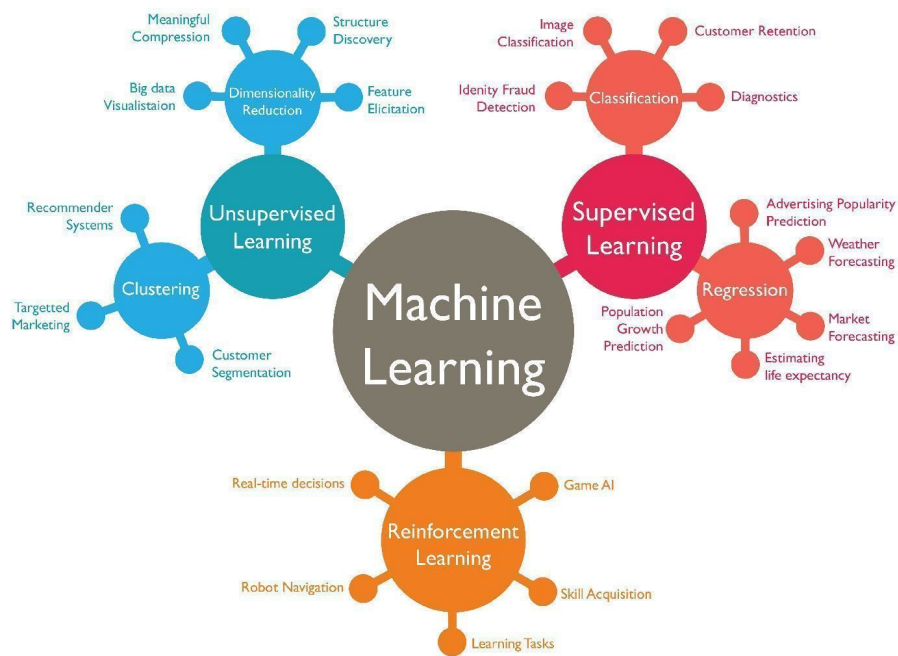 Meaningful
Compression
Structure
Discovery
Big data
Visualistaion
Dimensionality
Reduction
Feature
Elicitation
Image
Classification
Customer Retention
Idenity Fraud
Detection
Classification
Diagnostics
Unsupervised
Learning
Supervised
Learning
Recommender
Systems
Clustering
Targetted
Marketing
Customer
Segmentation
Advertising Popularity
Prediction
Weather
Forecasting
Regression
Population
Growth
Prediction
Market
Forecasting
Estimating
life expectancy
Machine
Learning
Real-time decisions
Game AI
Reinforcement
Learning
Robot Navigation
Skill Acquisition
Learning Tasks